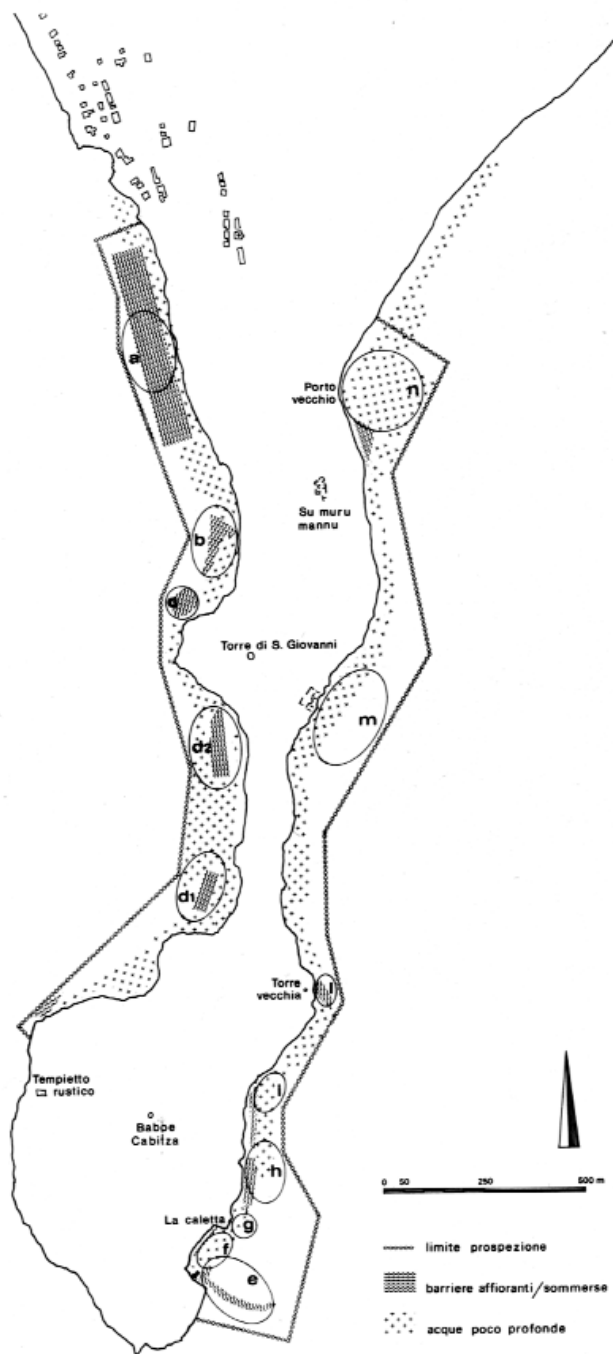 a
n
Porto
vecchio
b
Su muru
mannu
c
Torre di S. Giovanni
m
d2
d1
Torre
vecchia
l
Tempietto
rustico
i
Baboe
Cabitza
h
La caletta
g
f
e
0 50 250 500 m
limite prospezione
barriere affioranti/sommerse
acque poco profonde